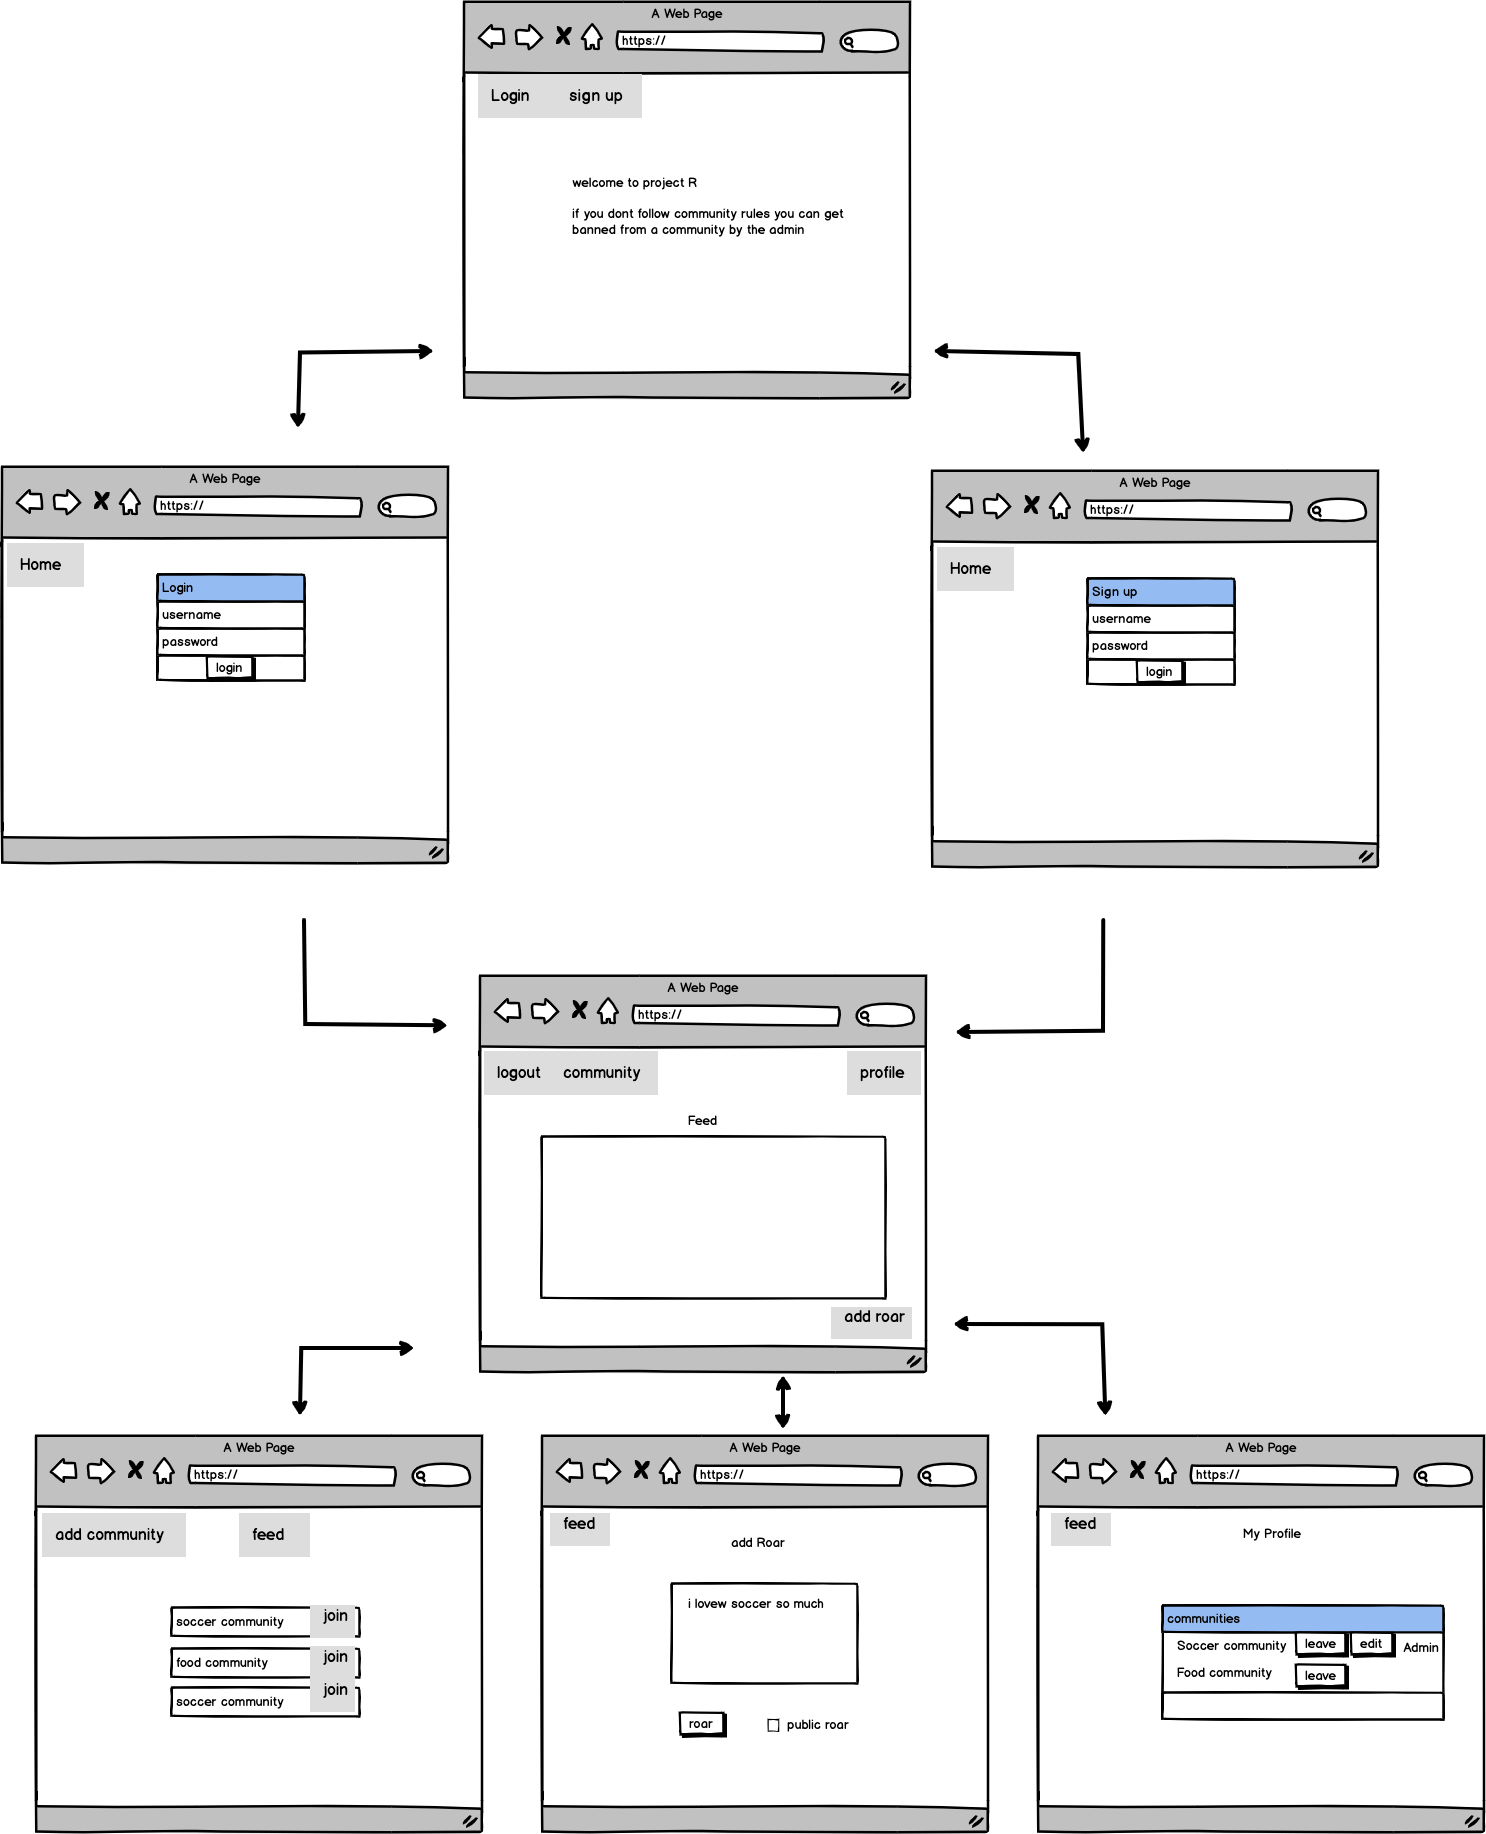 A Web Page
https://
Login sign up
welcome to project R
if you dont follow community rules you can get
banned from a community by the admin
A Web Page
https://
Home
Login
username
password
login
A Web Page
https://
Home
Sign up
username
password
login
A Web Page
https://
logout community profile
Feed
add roar
A Web Page
https://
add community feed
soccer community join
food community join
soccer community join
A Web Page
https://
feed
add Roar
i lovew soccer so much
roar public roar
A Web Page
https://
feed
My Profile
communities
Soccer community leave edit Admin
Food community leave